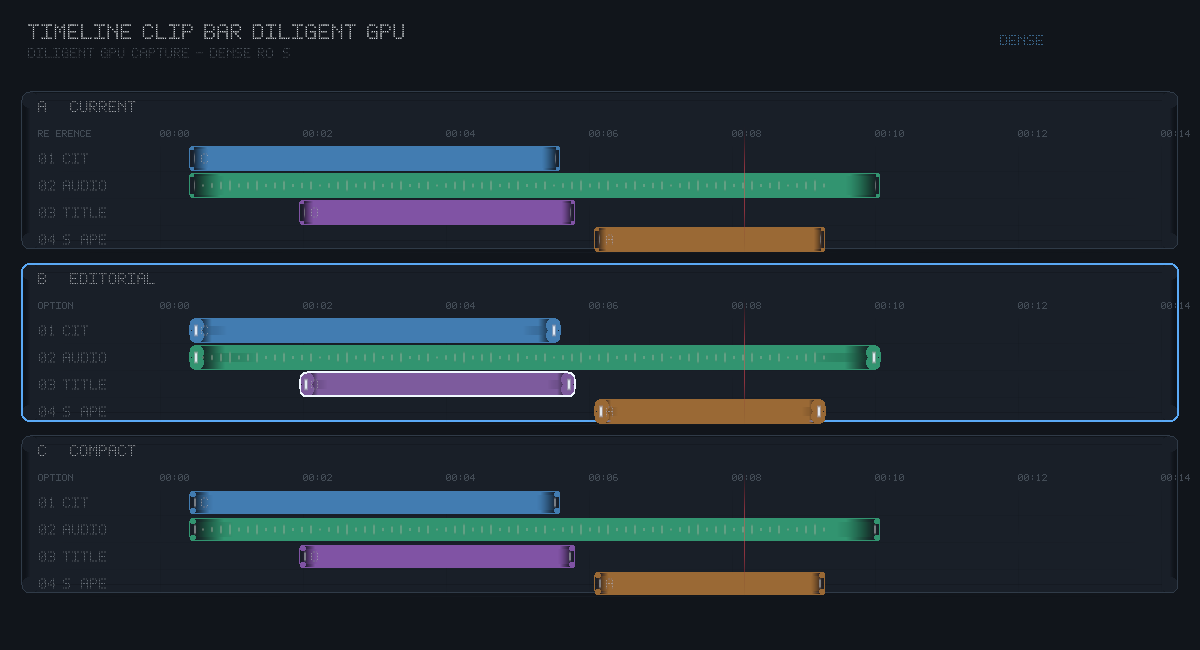 TIMELINE CLIP BAR DILIGENT GPU
DILIGENT GPU CAPTURE - DENSE RO S
DENSE
A CURRENT
RE ERENCE 00:00 00:02 00:04 00:06 00:08 00:10 00:12 00:14
01 CIT
02 AUDIO
03 TITLE
04 S APE
B EDITORIAL
OPTION 00:00 00:02 00:04 00:06 00:08 00:10 00:12 00:14
01 CIT
02 AUDIO
03 TITLE
04 S APE
C COMPACT
OPTION 00:00 00:02 00:04 00:06 00:08 00:10 00:12 00:14
01 CIT
02 AUDIO
03 TITLE
04 S APE